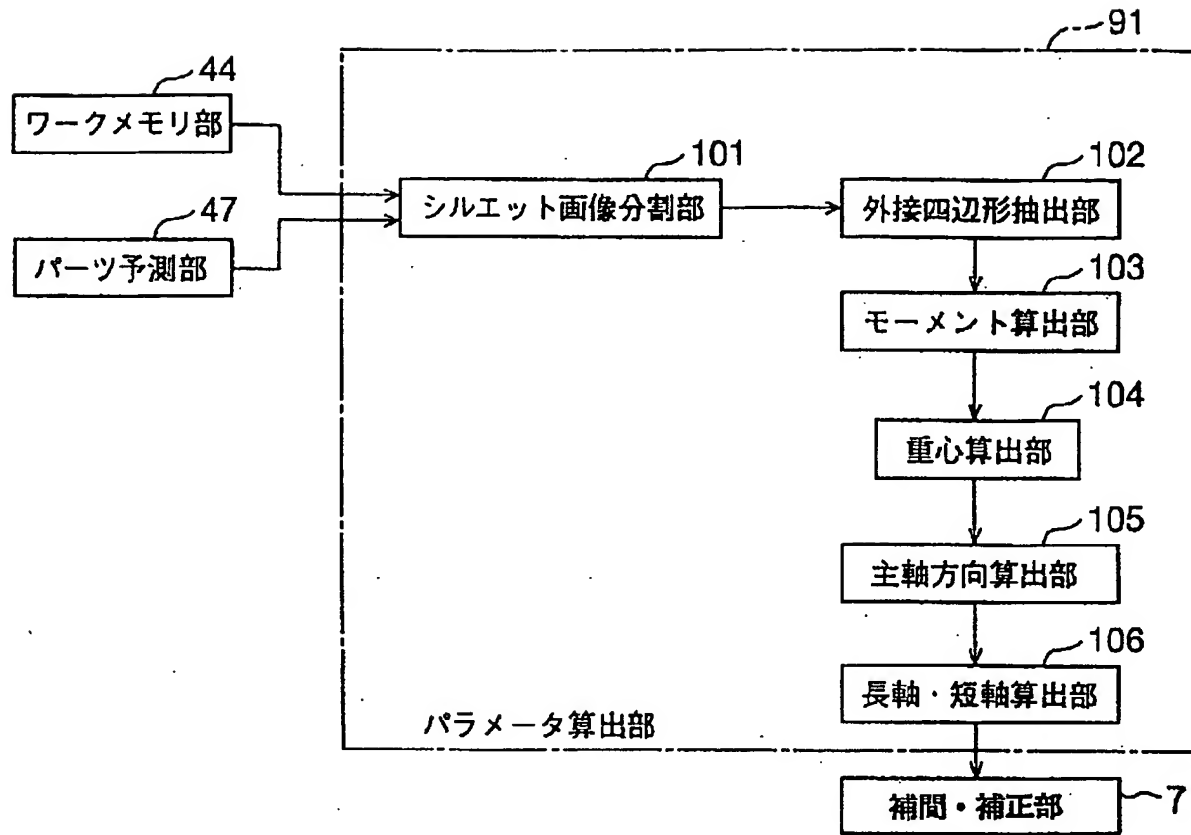 91
44
ワークメモリ部
101
シルエット画像分割部
102
外接四辺形抽出部
47
パーツ予測部
103
モーメント算出部
104
重心算出部
105
主軸方向算出部
106
長軸・短軸算出部
パラメータ算出部
補間・補正部
7